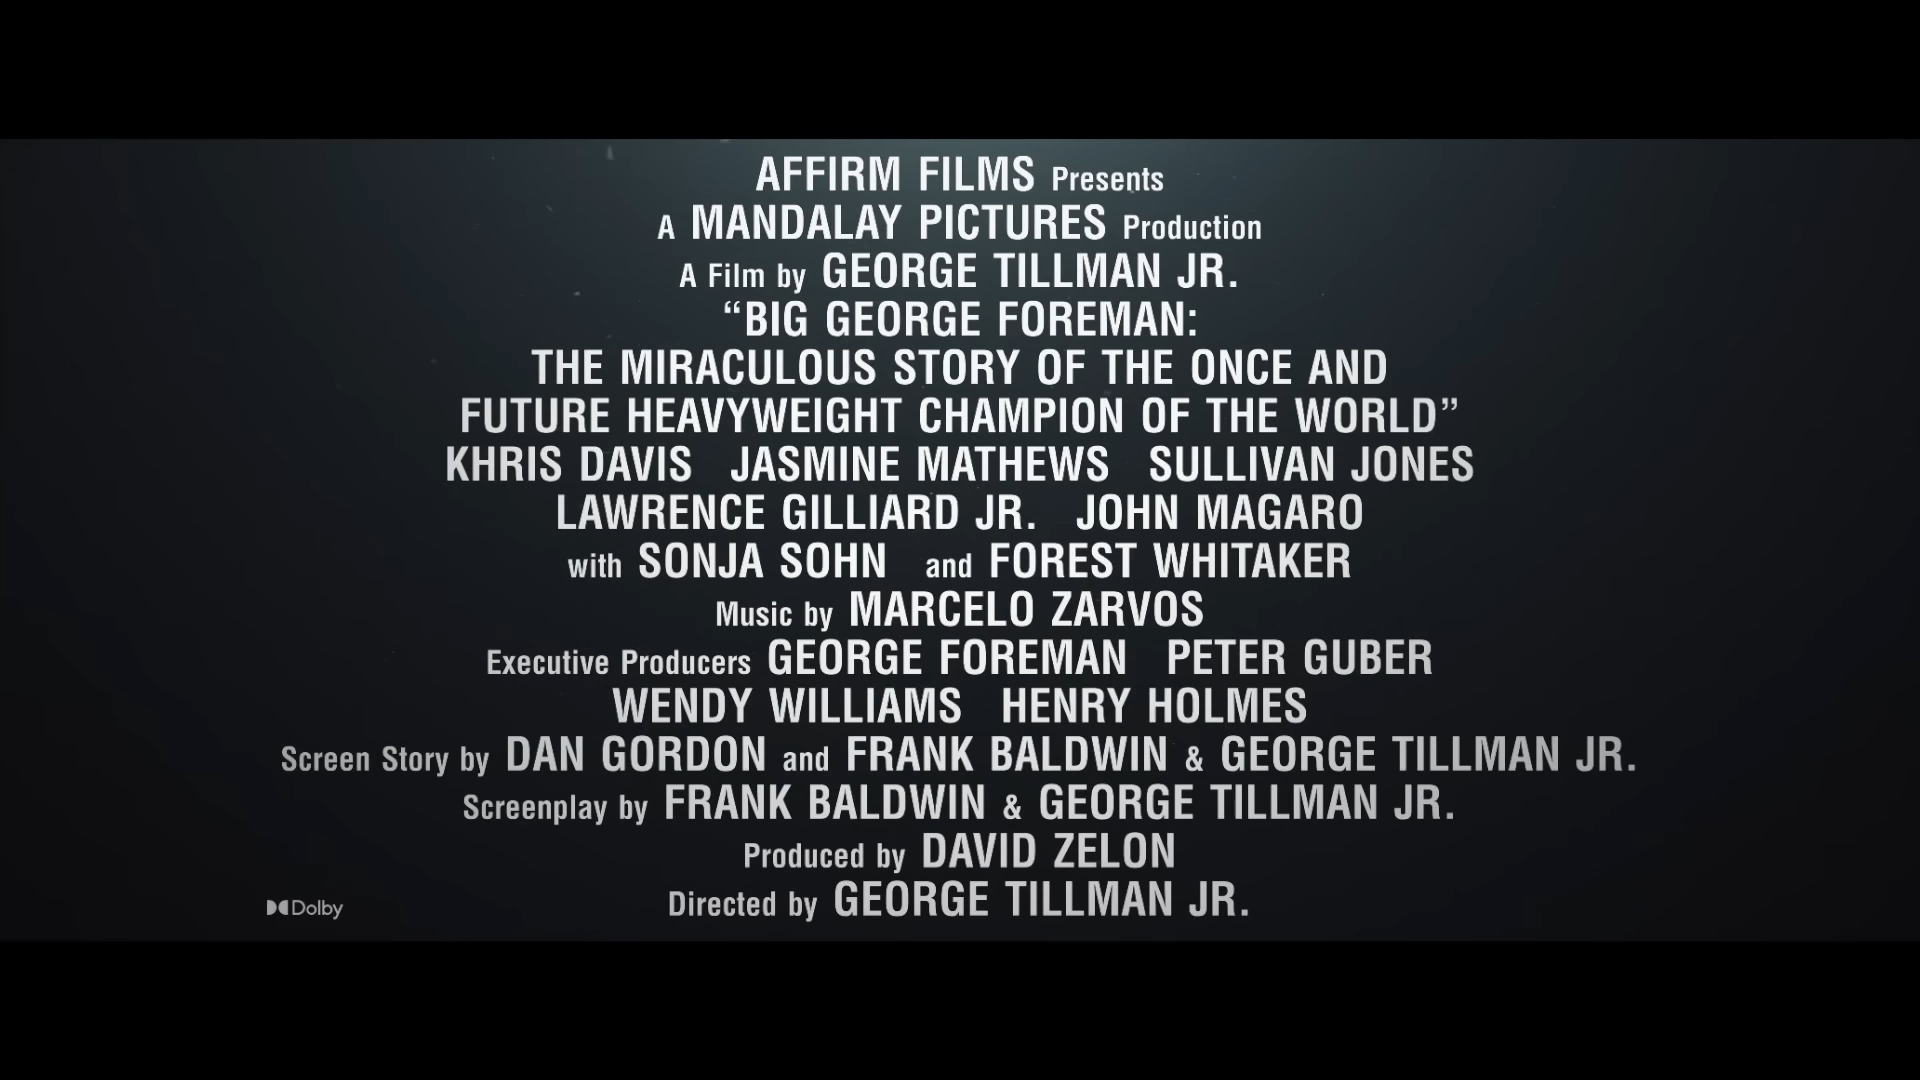 AFFIRM FILMS Presents
A MANDALAY PICTURES Production
A Film by GEORGE TILLMAN JR.
“BIG GEORGE FOREMAN:
THE MIRACULOUS STORY OF THE ONCE AND
FUTURE HEAVYWEIGHT CHAMPION OF THE WORLD”
KHRIS DAVIS JASMINE MATHEWS SULLIVAN JONES
LAWRENCE GILLIARD JR. JOHN MAGARO
with SONJA SOHN and FOREST WHITAKER
Music by MARCELO ZARVOS
Executive Producers GEORGE FOREMAN PETER GUBER
WENDY WILLIAMS HENRY HOLMES
Screen Story by DAN GORDON and FRANK BALDWIN & GEORGE TILLMAN JR.
Screenplay by FRANK BALDWIN & GEORGE TILLMAN JR.
Produced by DAVID ZELON
Directed by GEORGE TILLMAN JR.
Dolby